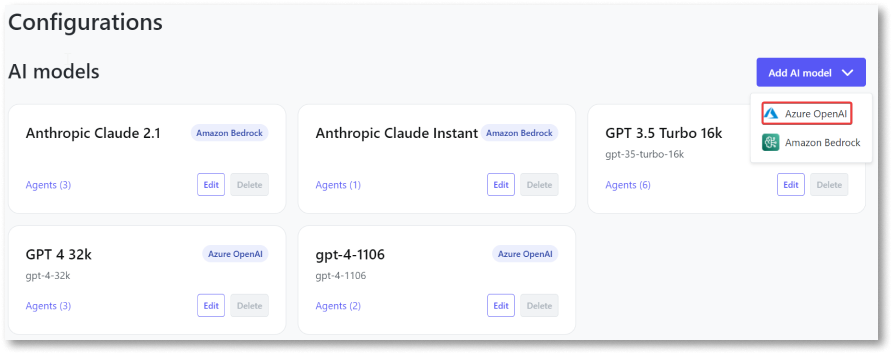 Configurations
AI models
Add AI model
Azure OpenAI
Amazon Bedrock
Anthropic Claude 2.1
Amazon Bedrock
Agents (3)
Edit
Delete
Anthropic Claude Instant
Amazon Bedrock
Agents (1)
Edit
Delete
GPT 3.5 Turbo 16k
gpt-35-turbo-16k
Agents (6)
Edit
Delete
GPT 4 32k
Azure OpenAI
gpt-4-32k
Agents (3)
Edit
Delete
gpt-4-1106
Azure OpenAI
gpt-4-1106
Agents (2)
Edit
Delete